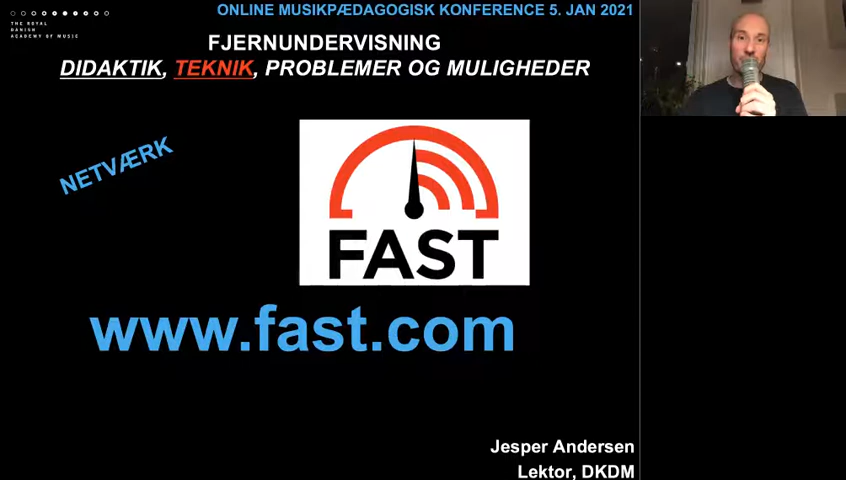 THE ROYAL
DANISH
ACADEMY OF MUSIC
ONLINE MUSIKPÆDAGOGISK KONFERENCE 5. JAN 2021
FJERNUNDERVISNING
DIDAKTIK, TEKNIK, PROBLEMER OG MULIGHEDER
NETVÆRK
FAST
www.fast.com
Jesper Andersen
Lektor, DKDM